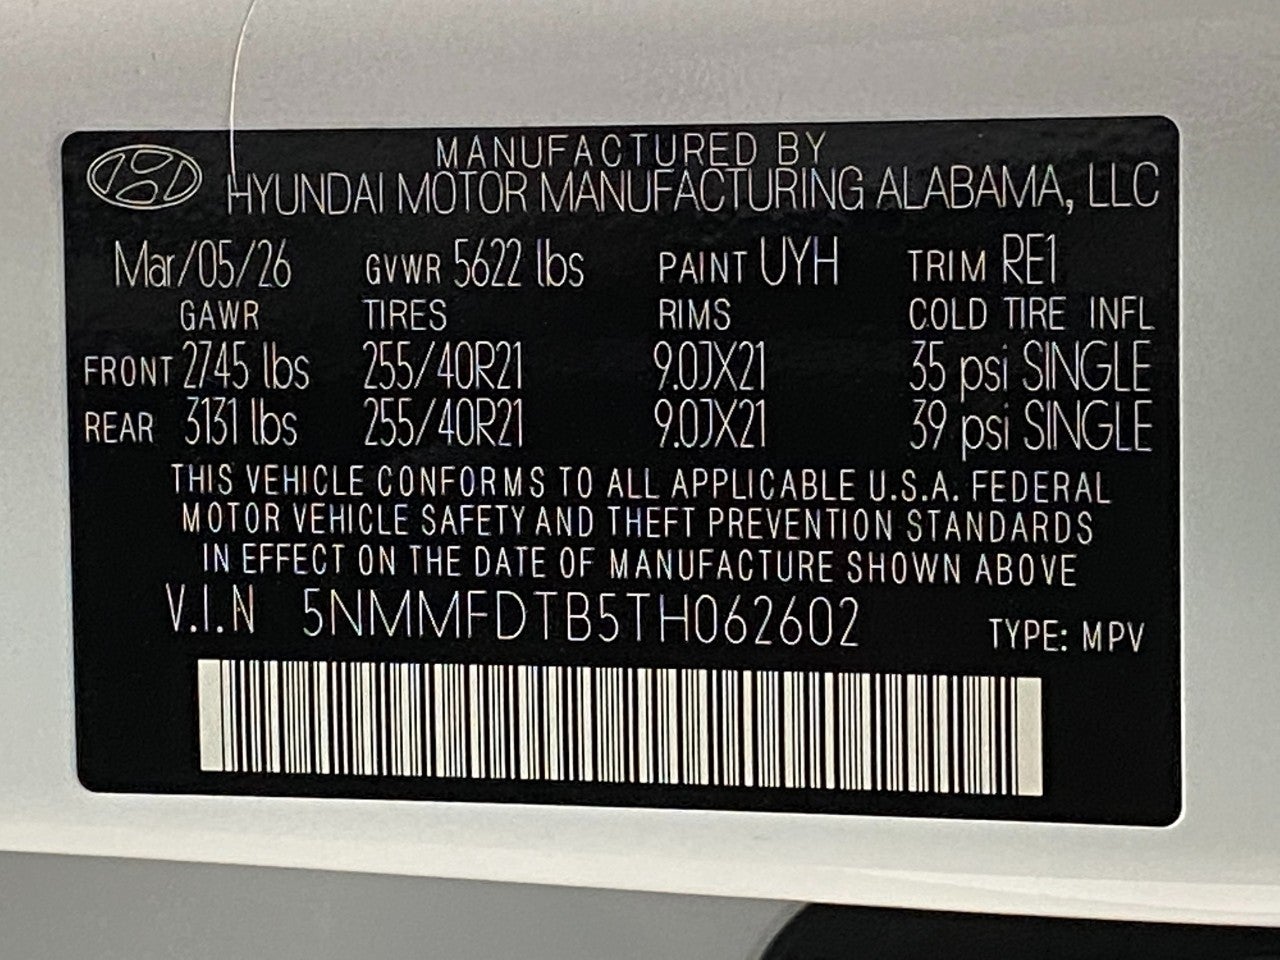 MANUFACTURED BY
HYUNDAI MOTOR MANUFACTURING ALABAMA, LLC
Mar/05/26 GVWR 5622 lbs PAINT UYH TRIM RE1
GAWR TIRES RIMS COLD TIRE INFL
FRONT 2745 lbs 255/40R21 9.0JX21 35 psi SINGLE
REAR 3131 lbs 255/40R21 9.0JX21 39 psi SINGLE
THIS VEHICLE CONFORMS TO ALL APPLICABLE U.S.A. FEDERAL
MOTOR VEHICLE SAFETY AND THEFT PREVENTION STANDARDS
IN EFFECT ON THE DATE OF MANUFACTURE SHOWN ABOVE
V.I.N 5NMMFDTB5TH062602 TYPE: MPV